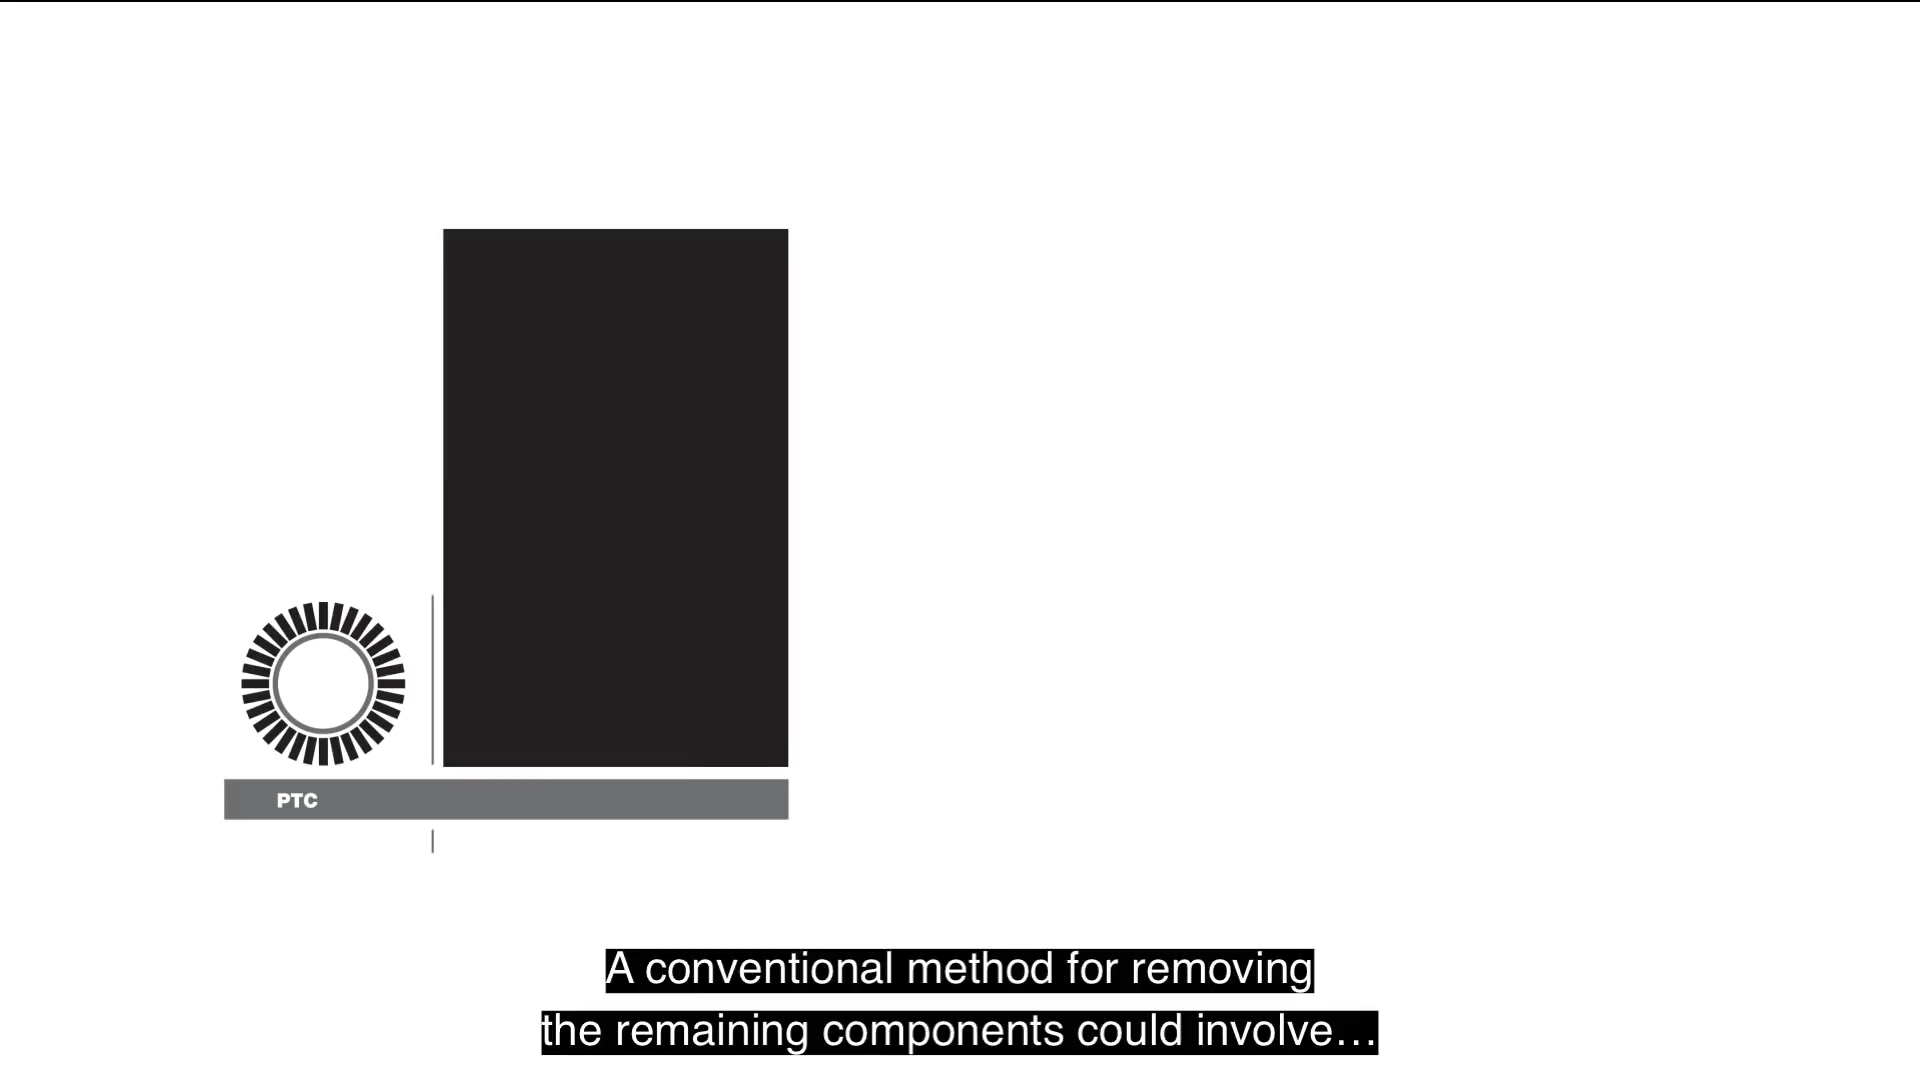 PTC
A conventional method for removing
the remaining components could involve…